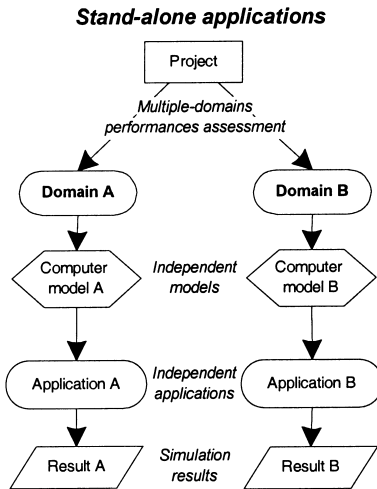 Stand-alone applications
Project
Multiple-domains
performances assessment
Domain A
Domain B
Computer
model A
Independent
models
Computer
model B
Application A
Independent
applications
Application B
Result A
Simulation
results
Result B